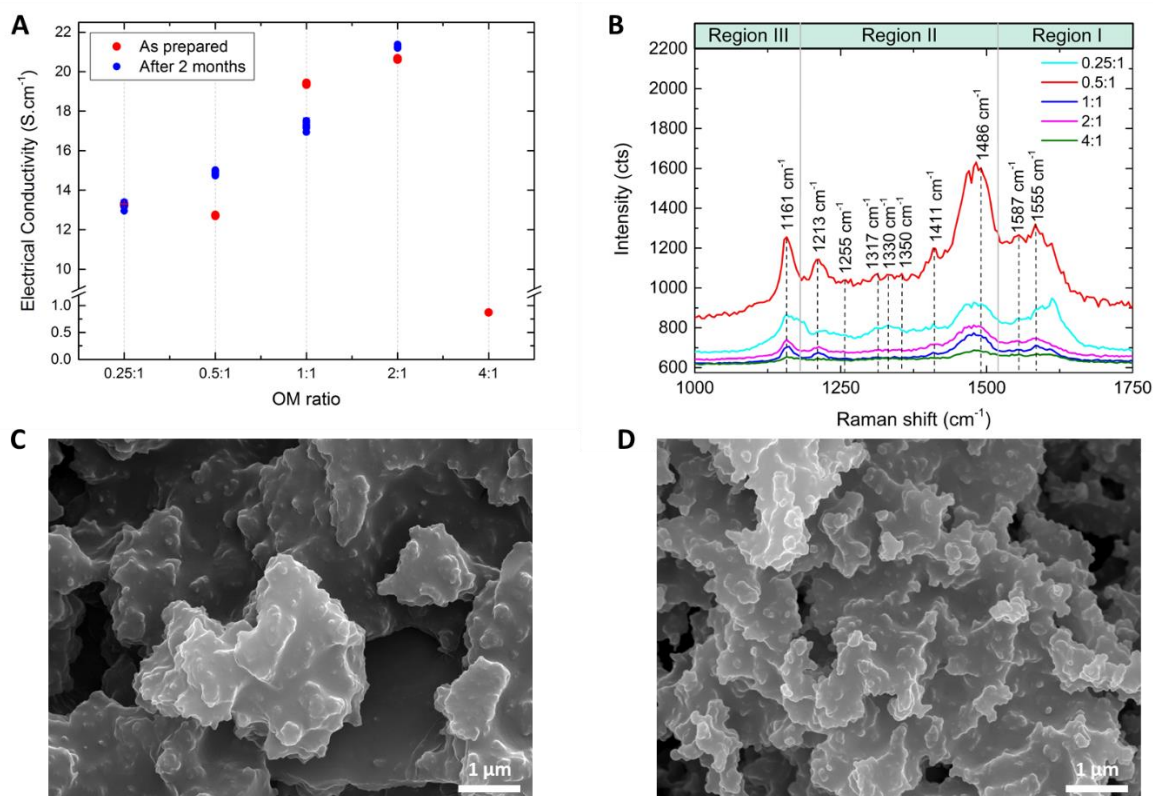 A
Electrical Conductivity (S.cm⁻¹)
22
20
18
16
14
12
10
1.0
0.5
0.0
As prepared
After 2 months
0.25:1
0.5:1
1:1
2:1
4:1
OM ratio
B
Region III
Region II
Region I
Intensity (cts)
2200
2000
1800
1600
1400
1200
1000
800
600
0.25:1
0.5:1
1:1
2:1
4:1
1161 cm⁻¹
1213 cm⁻¹
1255 cm⁻¹
1317 cm⁻¹
1330 cm⁻¹
1350 cm⁻¹
1411 cm⁻¹
1486 cm⁻¹
1587 cm⁻¹
1555 cm⁻¹
1000
1250
1500
1750
Raman shift (cm⁻¹)
C
1 µm
D
1 µm